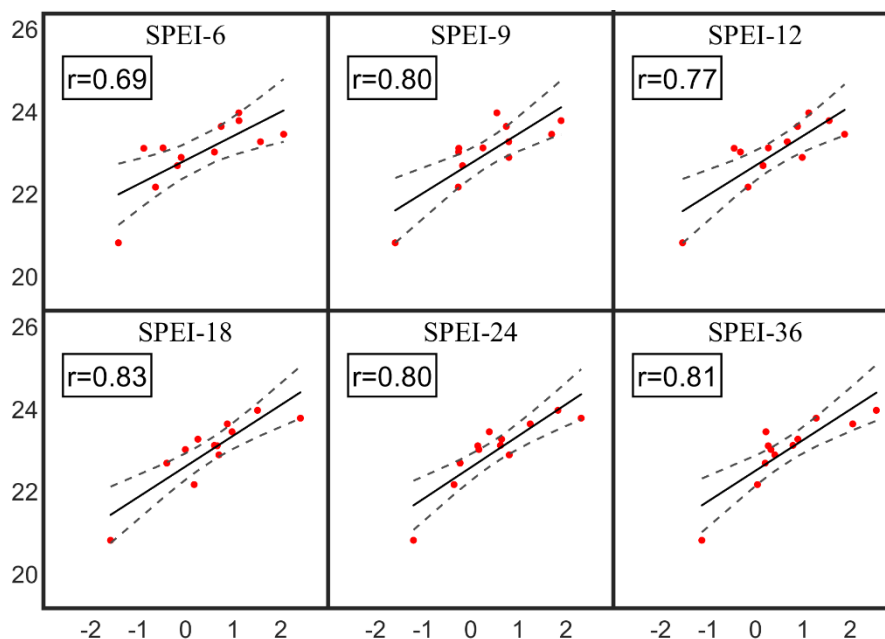 26
SPEI-6
SPEI-9
SPEI-12
r=0.69
r=0.80
r=0.77
24
22
20
26
SPEI-18
SPEI-24
SPEI-36
r=0.83
r=0.80
r=0.81
24
22
20
-2 -1 0 1 2
-2 -1 0 1 2
-2 -1 0 1 2